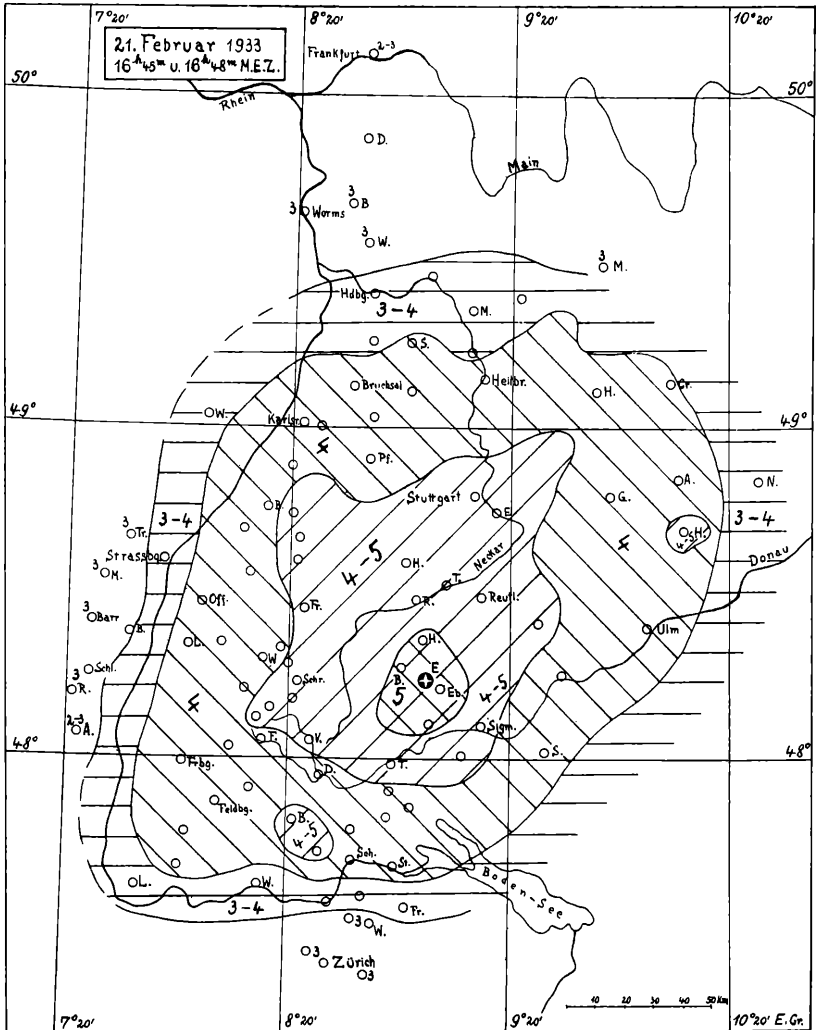 7° 20'
8° 20'
9° 20'
10° 20'
21. Februar 1933
16ʰ45ᵐ u. 16ʰ48ᵐ M.E.Z.
Frankfurt 2-3
50°
50°
Rhein
D.
Main
3 B
3 Worms
3 W.
3 M.
Hdbg.
3-4
M.
S.
Bruchsal
Heilbr.
H.
Cr.
W.
49°
Karlsr.
49°
4
Pf.
Stuttgart
G.
A.
N.
B.
E.
3 Tr.
3-4
4-5 H.
3-4
Strassbg.
4-5
Neckar
4
Donau
3 M.
H.
T.
Off.
Fr.
R.
Reutl.
3 Barr
B.
Ulm
L.
H.
W.
3 Schl.
Schr.
B.
E
3 R.
4
5
Eb.
4-5
2-3 A.
F.
V.
Sigm.
48°
Frbg.
48°
D.
T.
S.
Feldbg.
B.
4-5
Sch.
St.
L.
W.
Boden-See
3-4
Fr.
3 W.
3
Zürich
3
10 20 30 40 50 Km
7° 20'
8° 20'
9° 20'
10° 20' E. Gr.